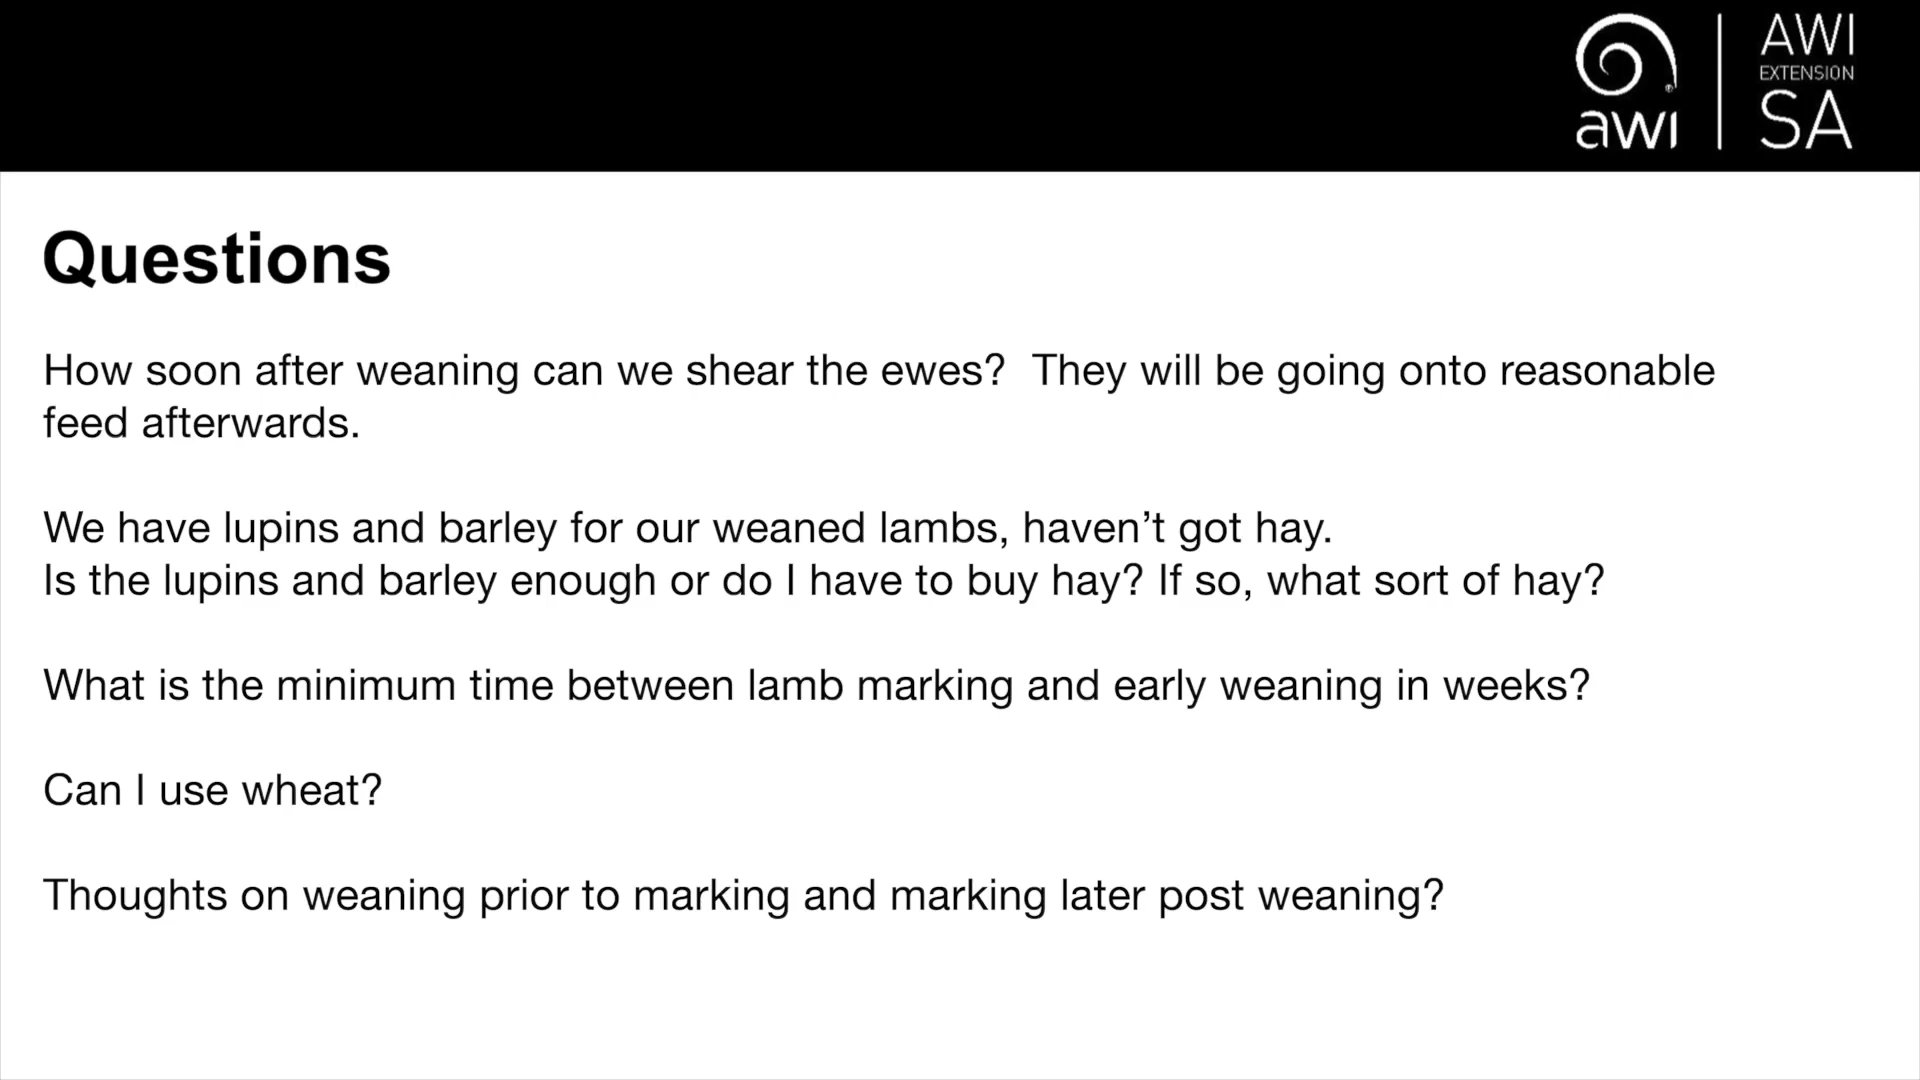 awi
AWI
EXTENSION
SA
Questions
How soon after weaning can we shear the ewes?  They will be going onto reasonable
feed afterwards.
We have lupins and barley for our weaned lambs, haven’t got hay.
Is the lupins and barley enough or do I have to buy hay? If so, what sort of hay?
What is the minimum time between lamb marking and early weaning in weeks?
Can I use wheat?
Thoughts on weaning prior to marking and marking later post weaning?